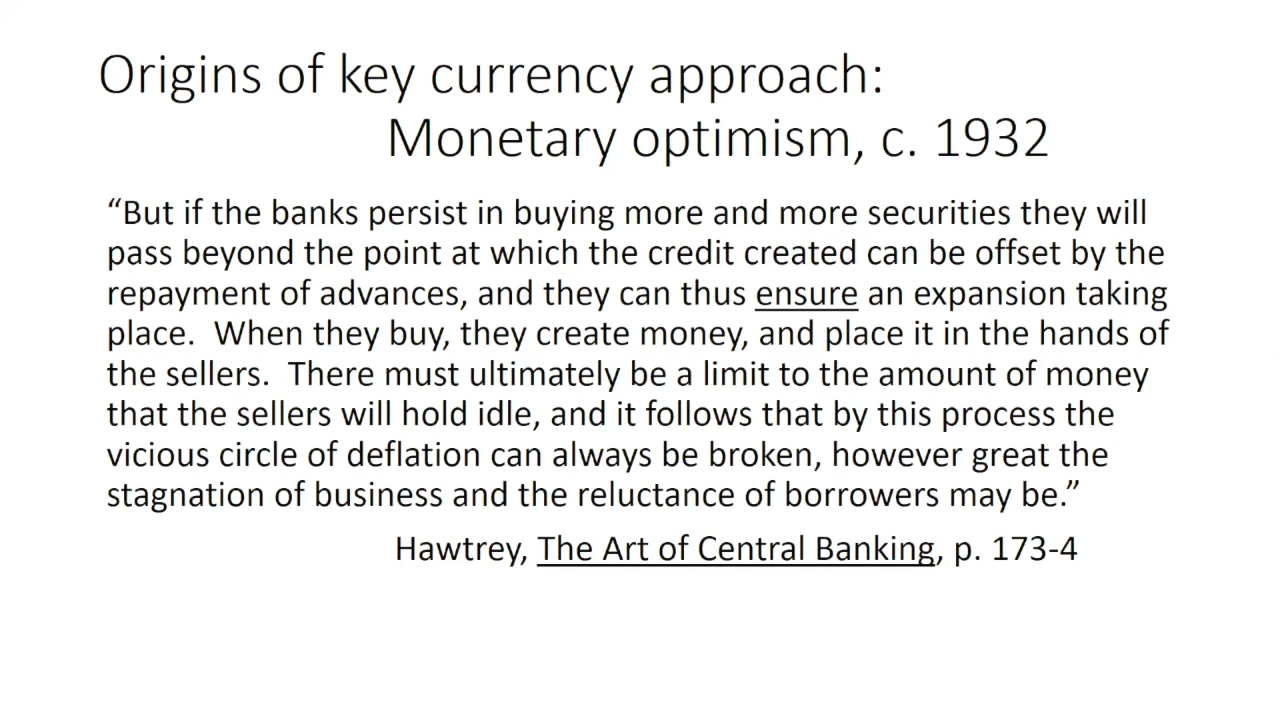 Origins of key currency approach:
Monetary optimism, c. 1932
“But if the banks persist in buying more and more securities they will
pass beyond the point at which the credit created can be offset by the
repayment of advances, and they can thus ensure an expansion taking
place.  When they buy, they create money, and place it in the hands of
the sellers.  There must ultimately be a limit to the amount of money
that the sellers will hold idle, and it follows that by this process the
vicious circle of deflation can always be broken, however great the
stagnation of business and the reluctance of borrowers may be.”
Hawtrey, The Art of Central Banking, p. 173-4